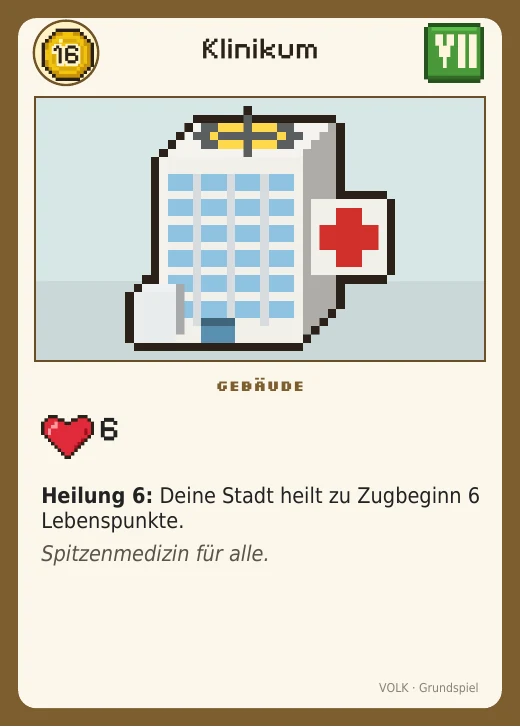 16
Klinikum
VII
GEBÄUDE
6
Heilung 6: Deine Stadt heilt zu Zugbeginn 6
Lebenspunkte.
Spitzenmedizin für alle.
VOLK · Grundspiel